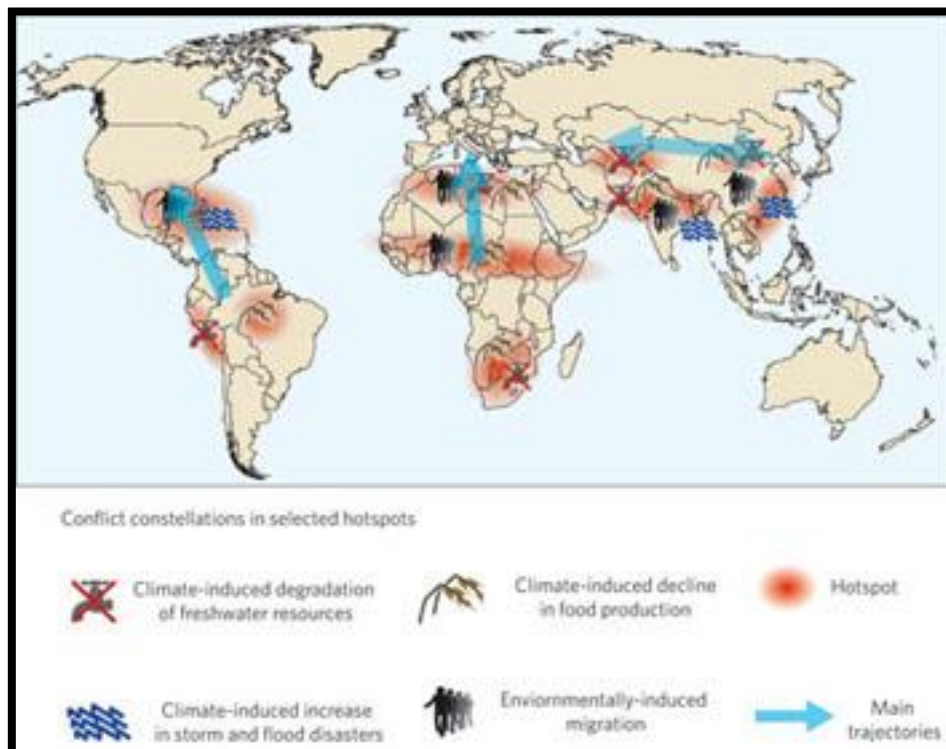 Conflict constellations in selected hotspots
Climate-induced degradation
of freshwater resources
Climate-induced decline
in food production
Hotspot
Climate-induced increase
in storm and flood disasters
Enviornmentally-induced
migration
Main
trajectories